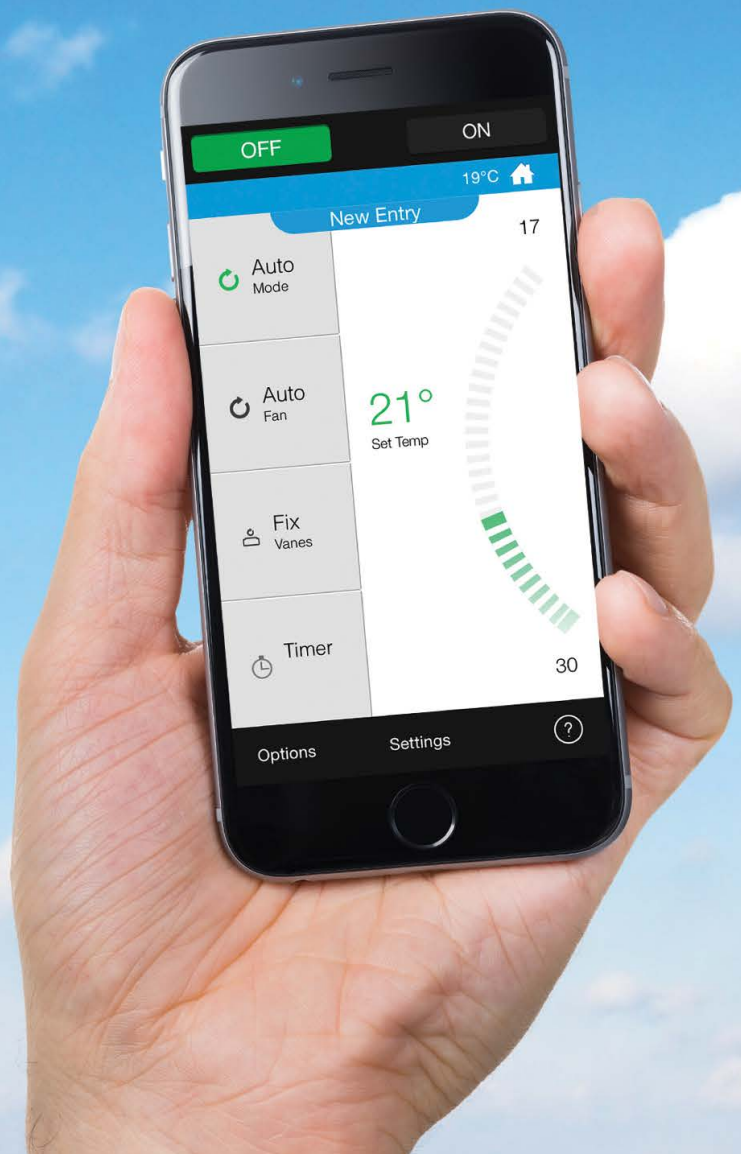 OFF
ON
19°C
New Entry
17
Auto
Mode
Auto
Fan
21°
Set Temp
Fix
Vanes
Timer
30
Options
Settings
?